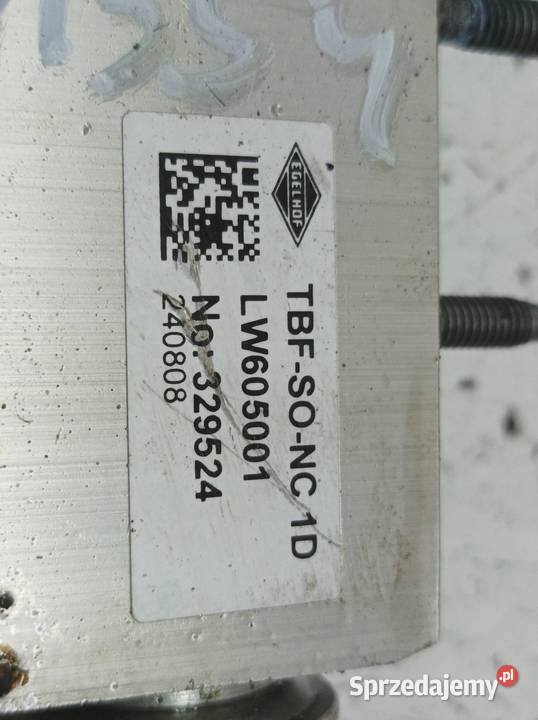 EGELHOF
TBF-SO-NC 1D
LW605001
No: 329524
240808
Sprzedajemy.pl